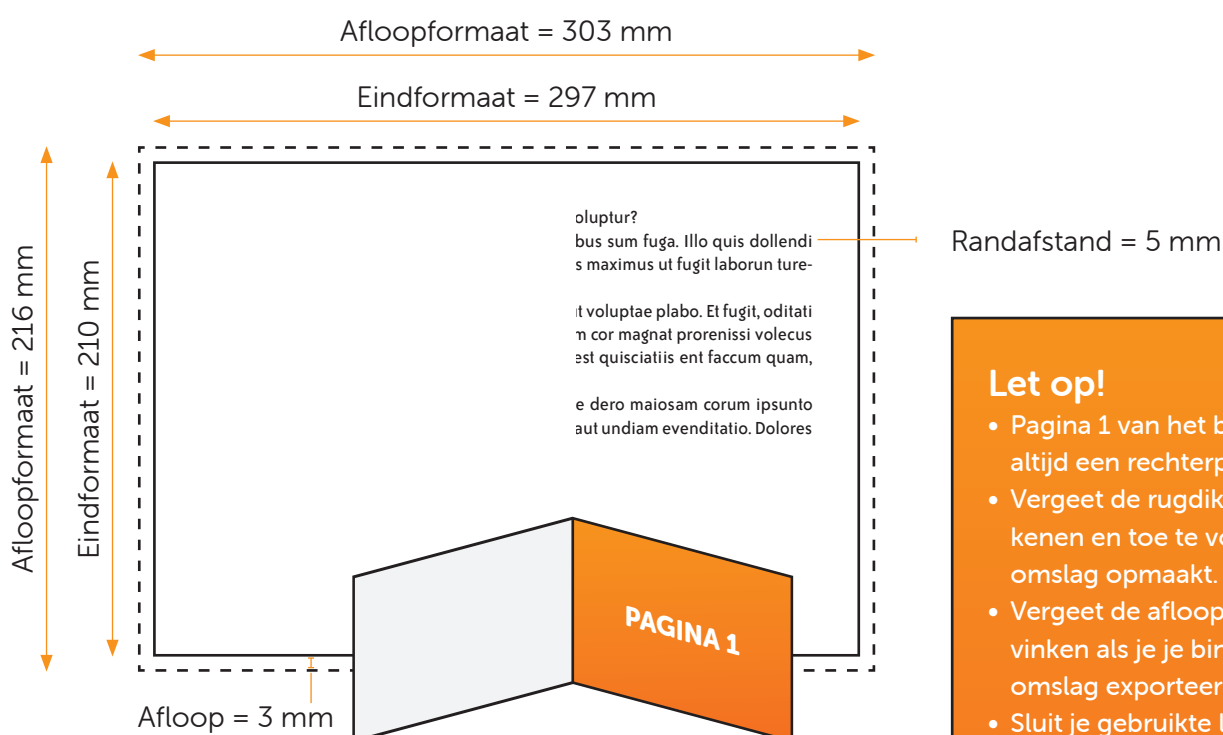 Afloopformaat = 303 mm
Eindformaat = 297 mm
Afloopformaat = 216 mm
Eindformaat = 210 mm
oluptur?
bus sum fuga. Illo quis dollendi
s maximus ut fugit laborun ture-
t voluptae plabo. Et fugit, oditati
m cor magnat prorenissi volecus
est quisciatiis ent faccum quam,
e dero maiosam corum ipsunto
aut undiam evenditatio. Dolores
Randafstand = 5 mm
PAGINA 1
Afloop = 3 mm
Let op!
• Pagina 1 van het b
altijd een rechterp
• Vergeet de rugdik
kenen en toe te vo
omslag opmaakt.
• Vergeet de afloop
vinken als je je bin
omslag exporteer
• Sluit je gebruikte l